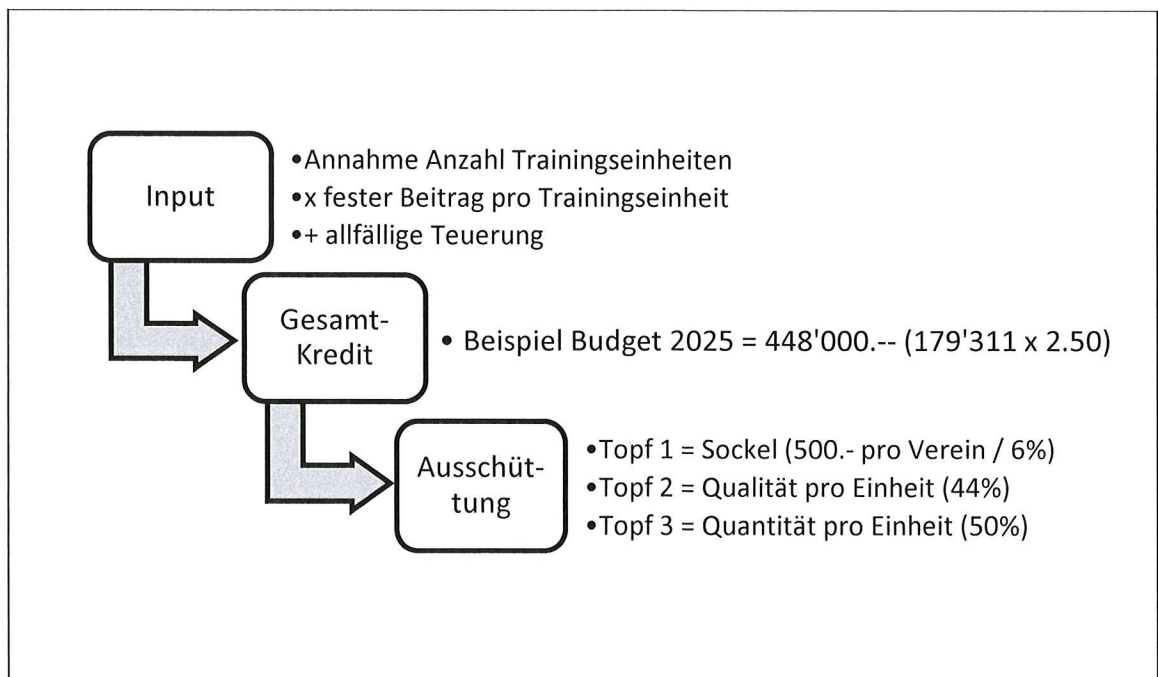 Input
•Annahme Anzahl Trainingseinheiten
•x fester Beitrag pro Trainingseinheit
•+ allfällige Teuerung
Gesamt-
Kredit
• Beispiel Budget 2025 = 448'000.-- (179'311 x 2.50)
Ausschüt-
tung
•Topf 1 = Sockel (500.- pro Verein / 6%)
•Topf 2 = Qualität pro Einheit (44%)
•Topf 3 = Quantität pro Einheit (50%)